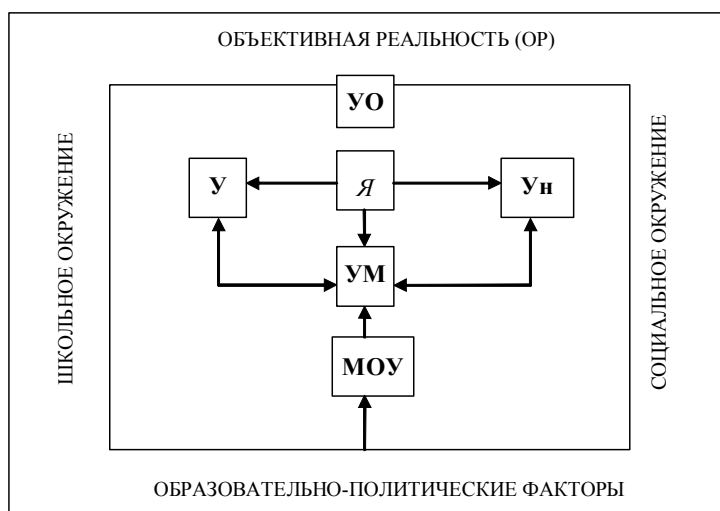 ОБЪЕКТИВНАЯ РЕАЛЬНОСТЬ (ОР)
УО
ШКОЛЬНОЕ ОКРУЖЕНИЕ
У
Я
Ун
СОЦИАЛЬНОЕ ОКРУЖЕНИЕ
УМ
МОУ
ОБРАЗОВАТЕЛЬНО-ПОЛИТИЧЕСКИЕ ФАКТОРЫ